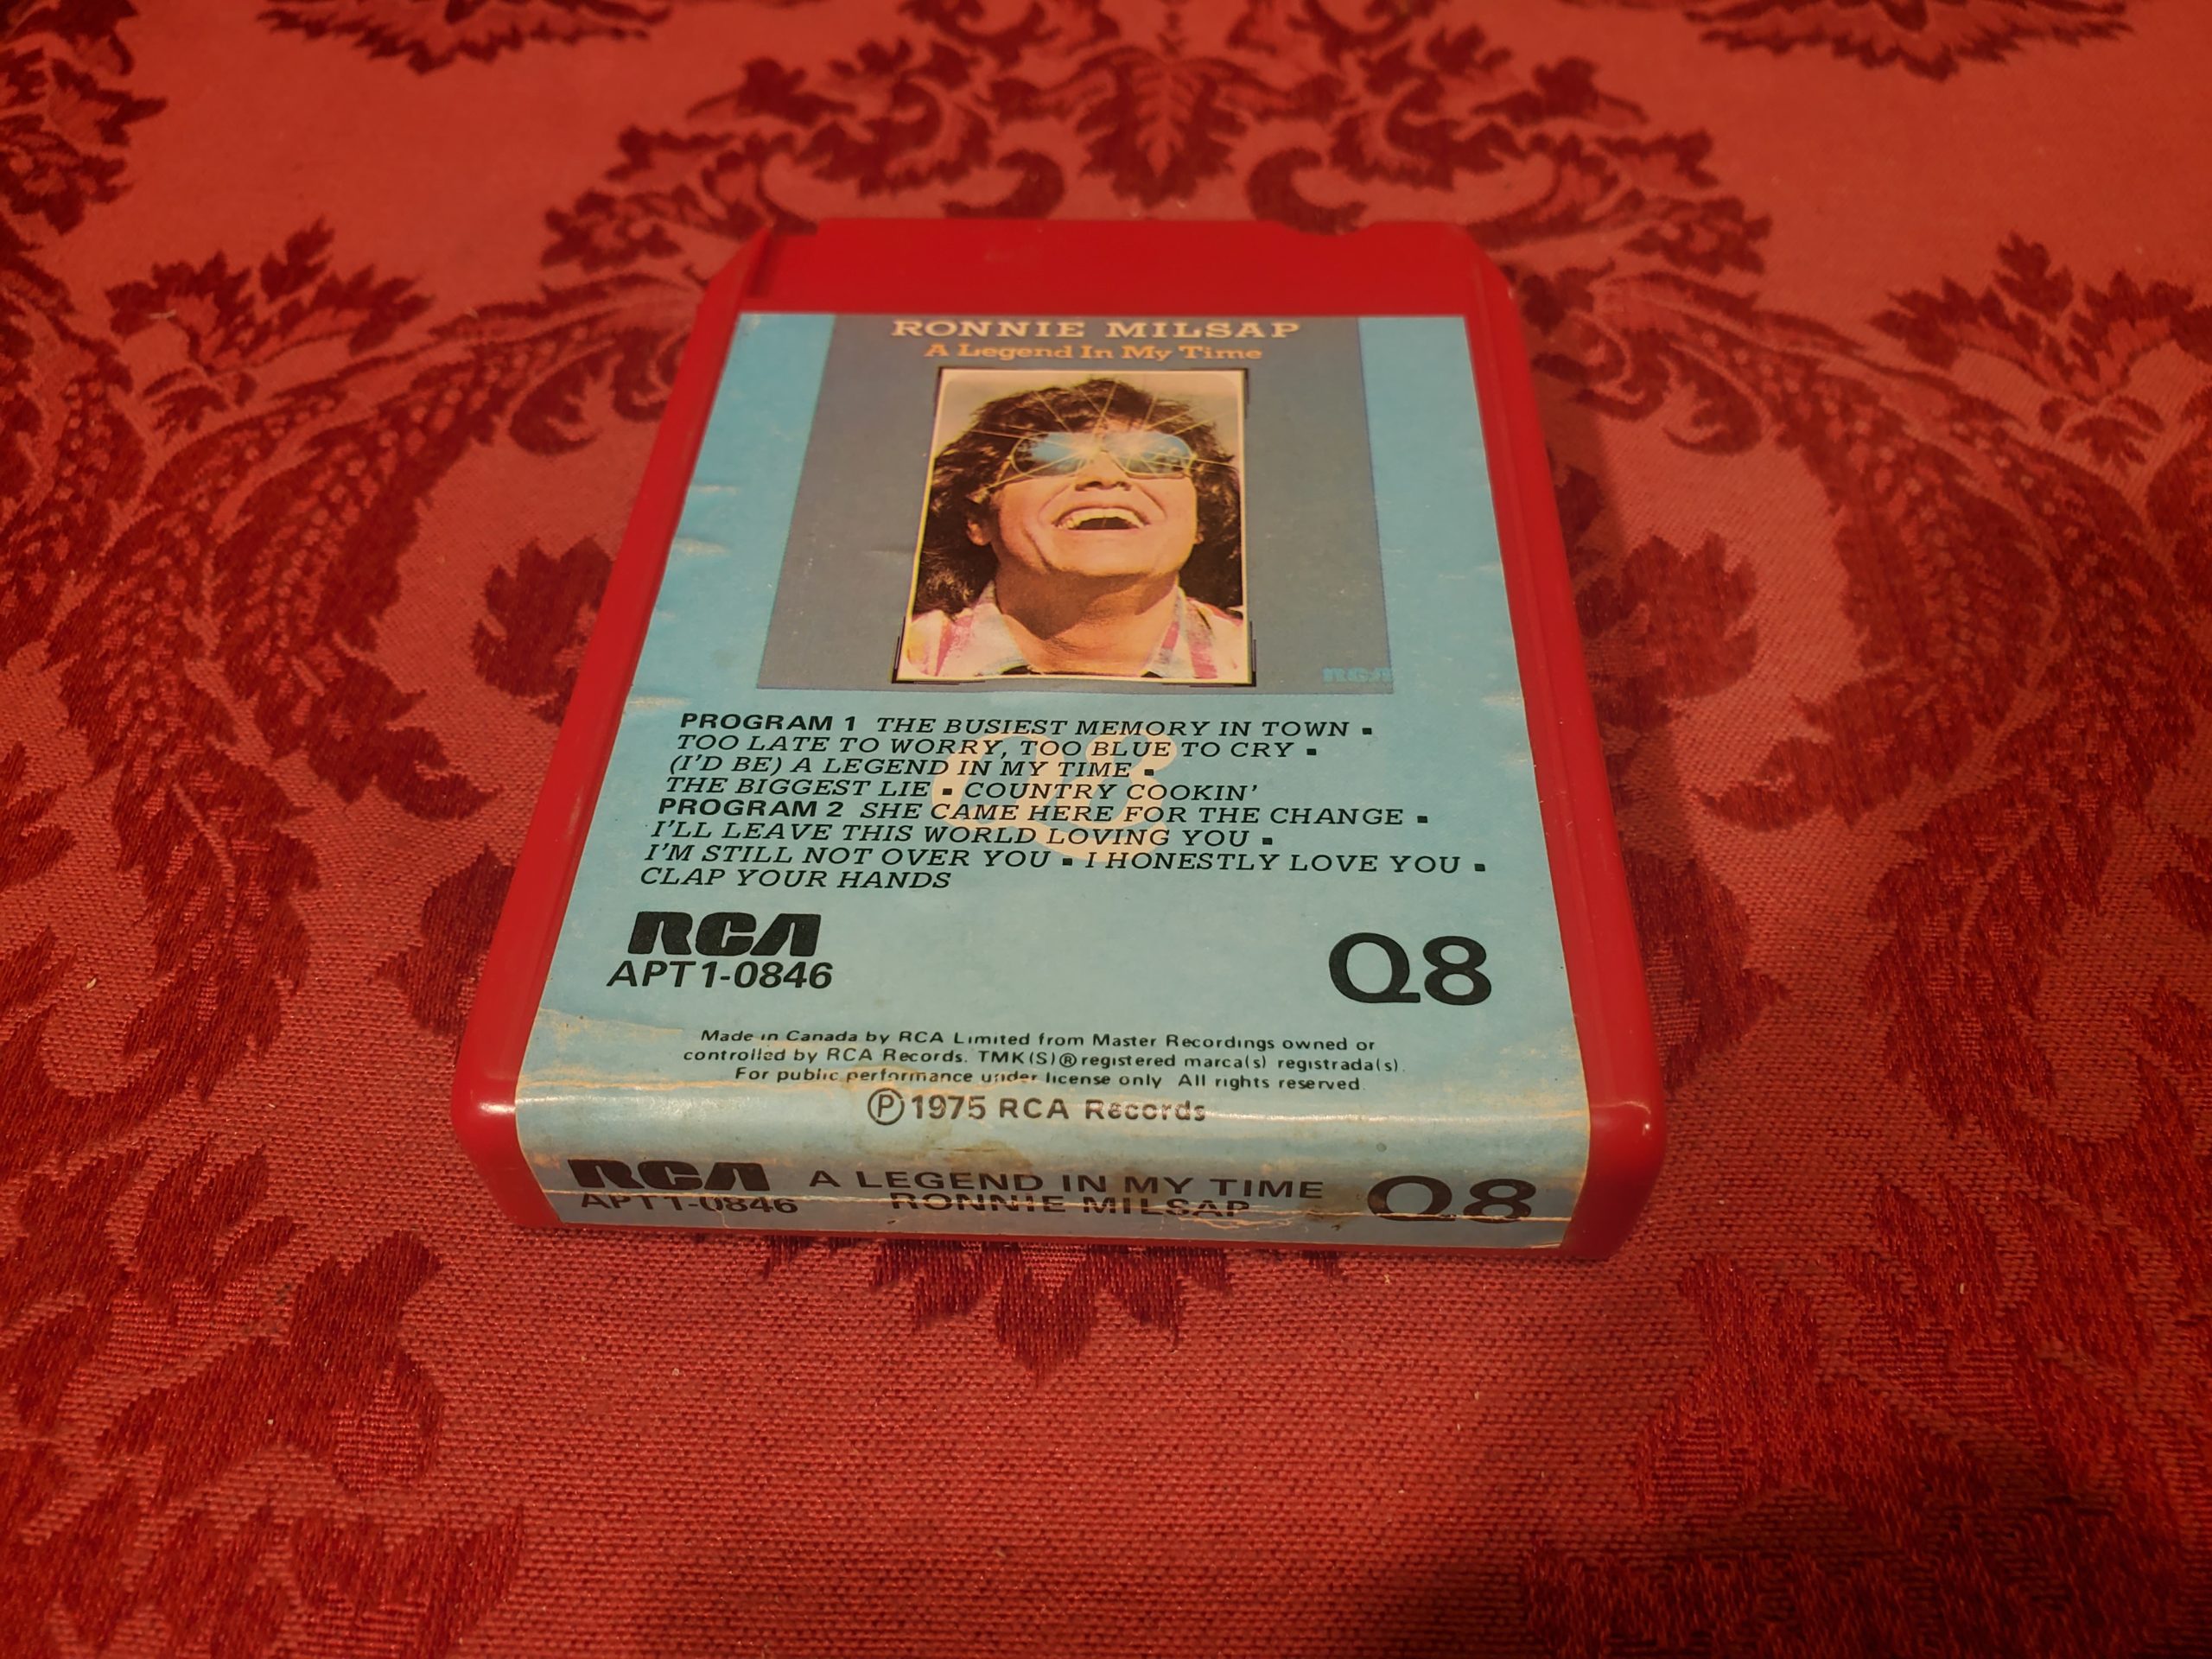 RONNIE MILSAP
A Legend In My Time
RCA
PROGRAM 1 THE BUSIEST MEMORY IN TOWN ▪
TOO LATE TO WORRY, TOO BLUE TO CRY ▪
(I'D BE) A LEGEND IN MY TIME ▪
THE BIGGEST LIE ▪ COUNTRY COOKIN'
PROGRAM 2 SHE CAME HERE FOR THE CHANGE ▪
I'LL LEAVE THIS WORLD LOVING YOU ▪
I'M STILL NOT OVER YOU ▪ I HONESTLY LOVE YOU ▪
CLAP YOUR HANDS
Q8
RCA
APT1-0846
Q8
Made in Canada by RCA Limited from Master Recordings owned or
controlled by RCA Records. TMK(S)® registered marca(s) registrada(s).
For public performance under license only All rights reserved.
Ⓟ1975 RCA Records
RCA A LEGEND IN MY TIME Q8
APT1-0846 RONNIE MILSAP